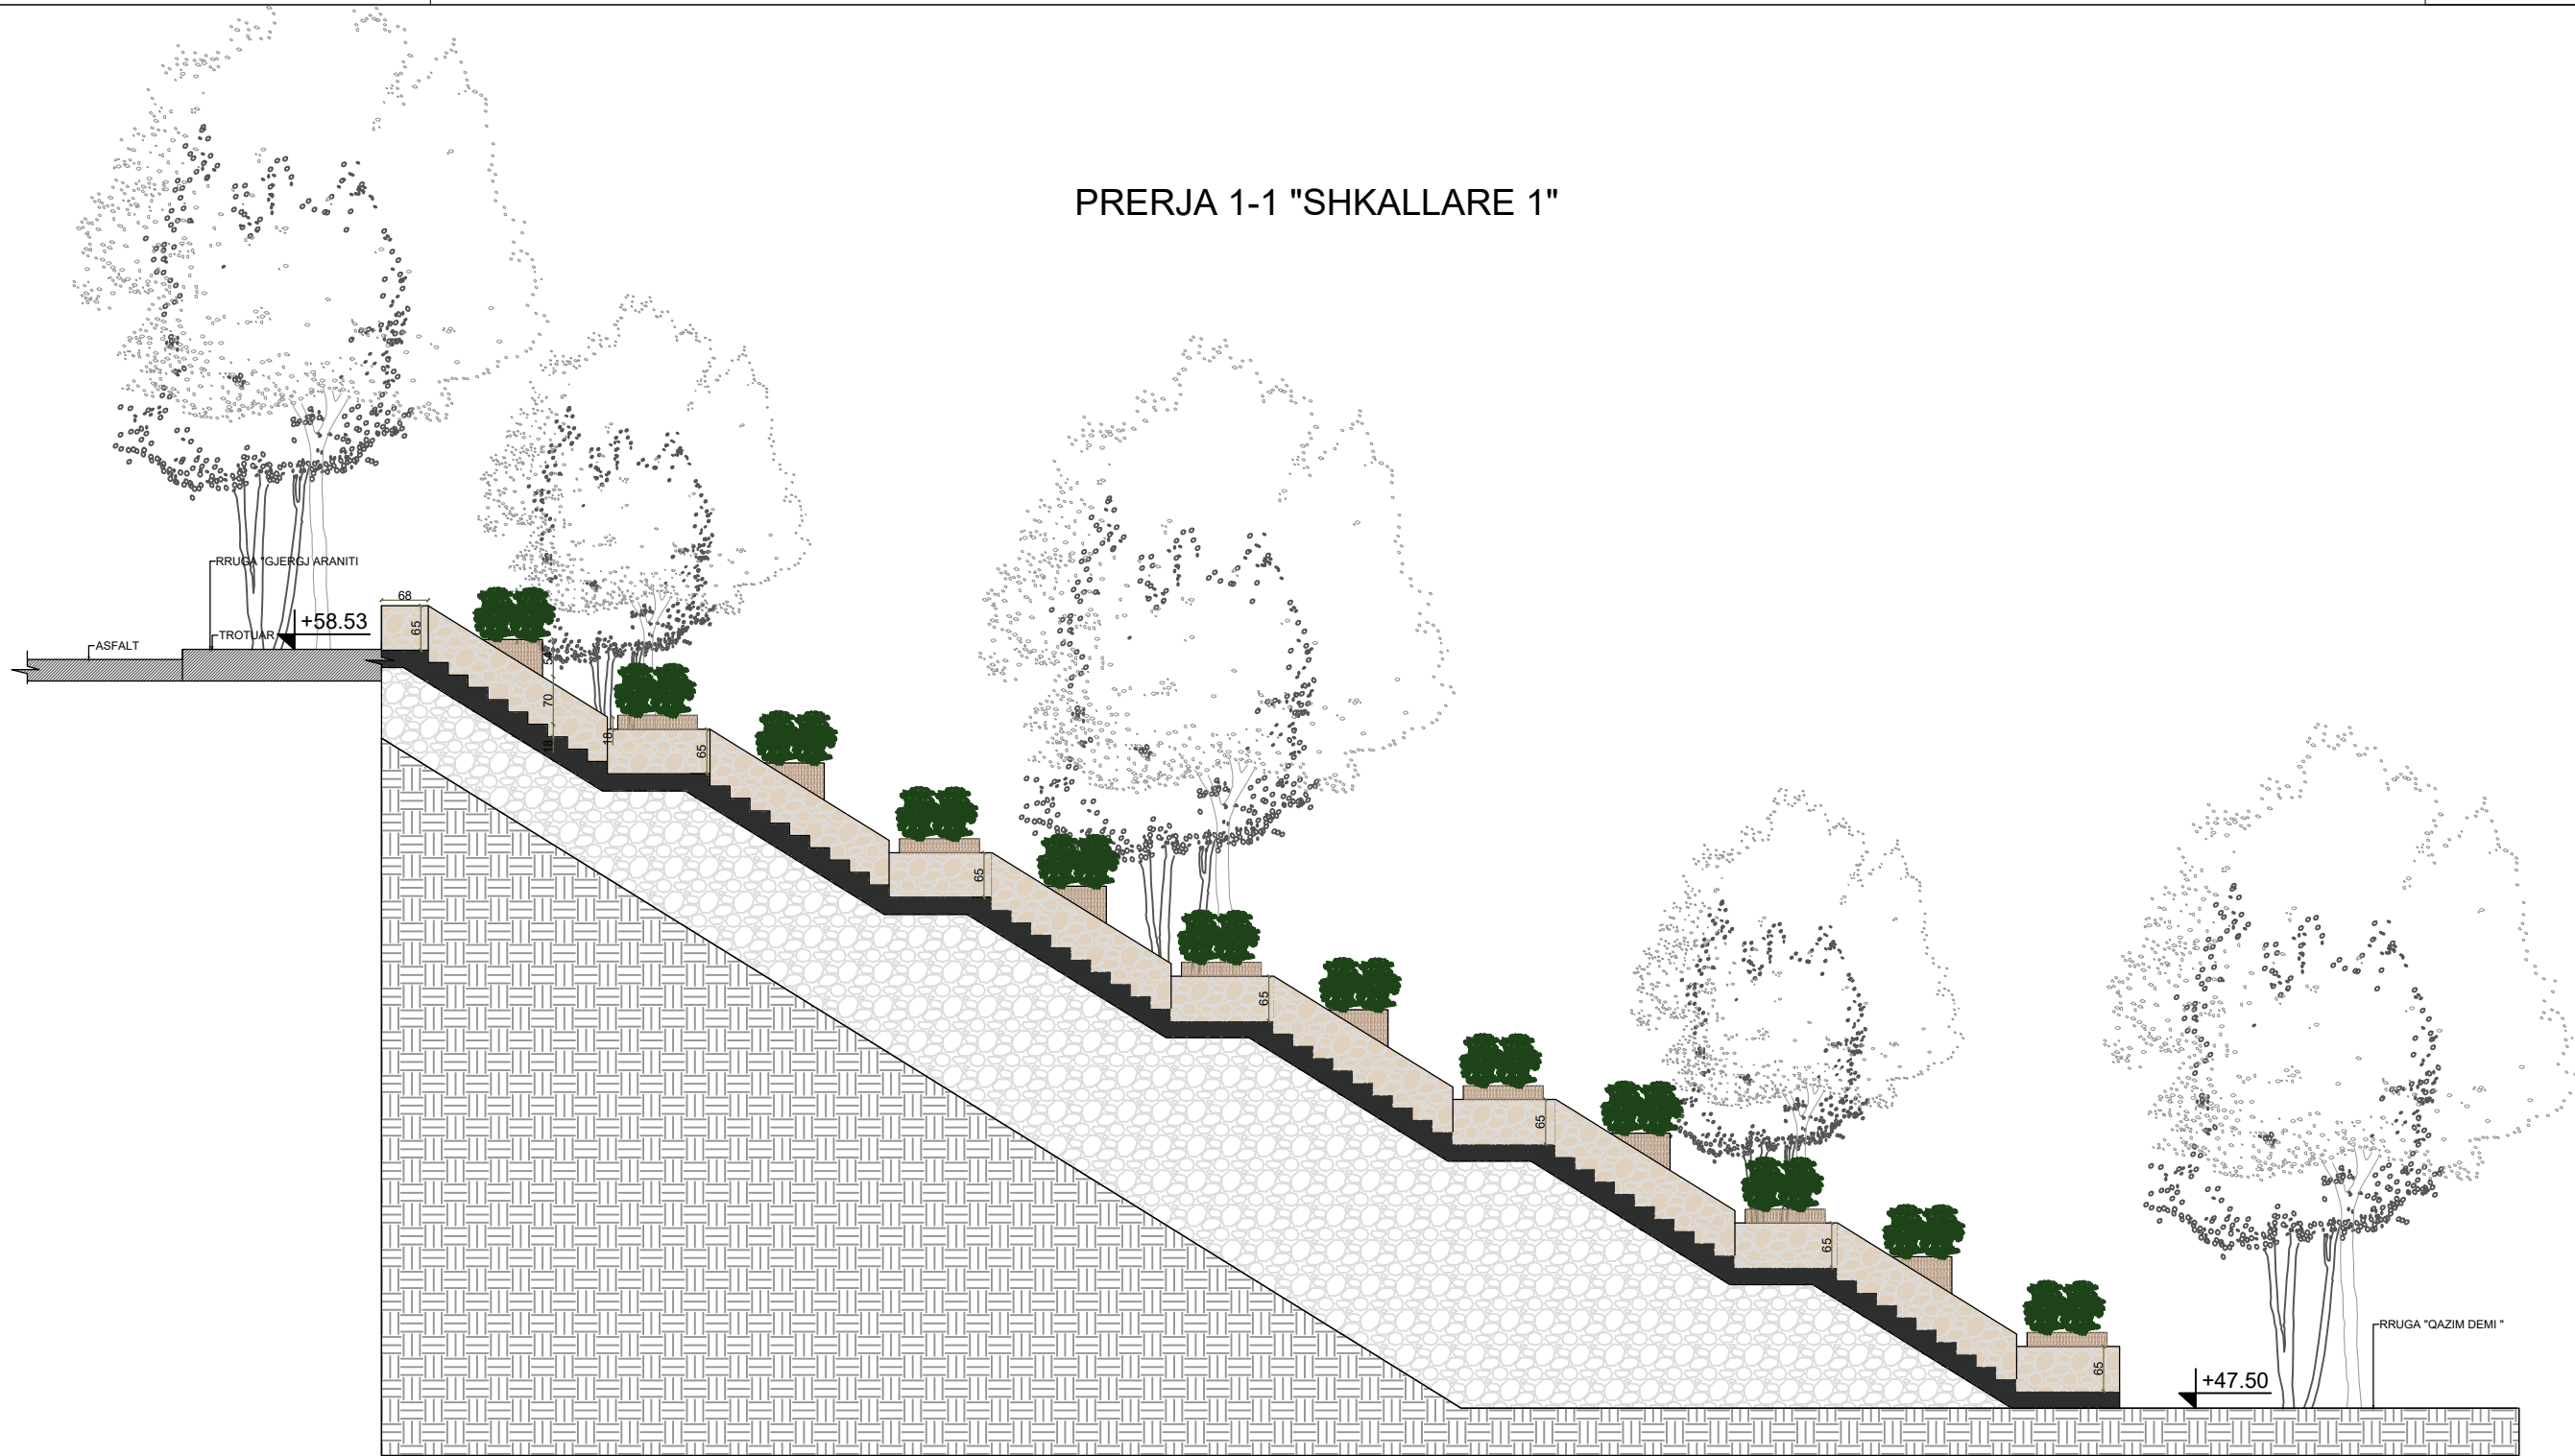 PRERJA 1-1 "SHKALLARE 1"
RRUGA "GJERGJ ARANITI
68
65
+58.53
TROTUAR
ASFALT
54
70
18
18
65
65
65
65
65
65
RRUGA "QAZIM DEMI "
+47.50